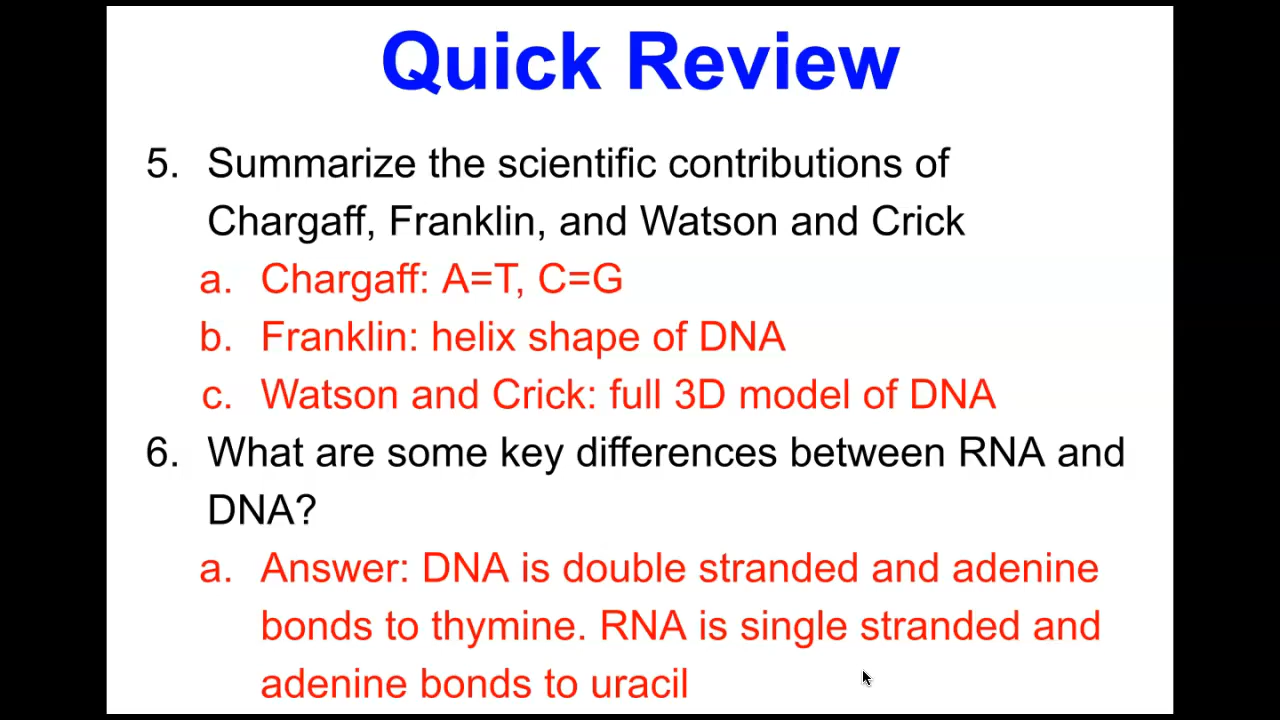 Quick Review
5. Summarize the scientific contributions of
Chargaff, Franklin, and Watson and Crick
a. Chargaff: A=T, C=G
b. Franklin: helix shape of DNA
c. Watson and Crick: full 3D model of DNA
6. What are some key differences between RNA and
DNA?
a. Answer: DNA is double stranded and adenine
bonds to thymine. RNA is single stranded and
adenine bonds to uracil